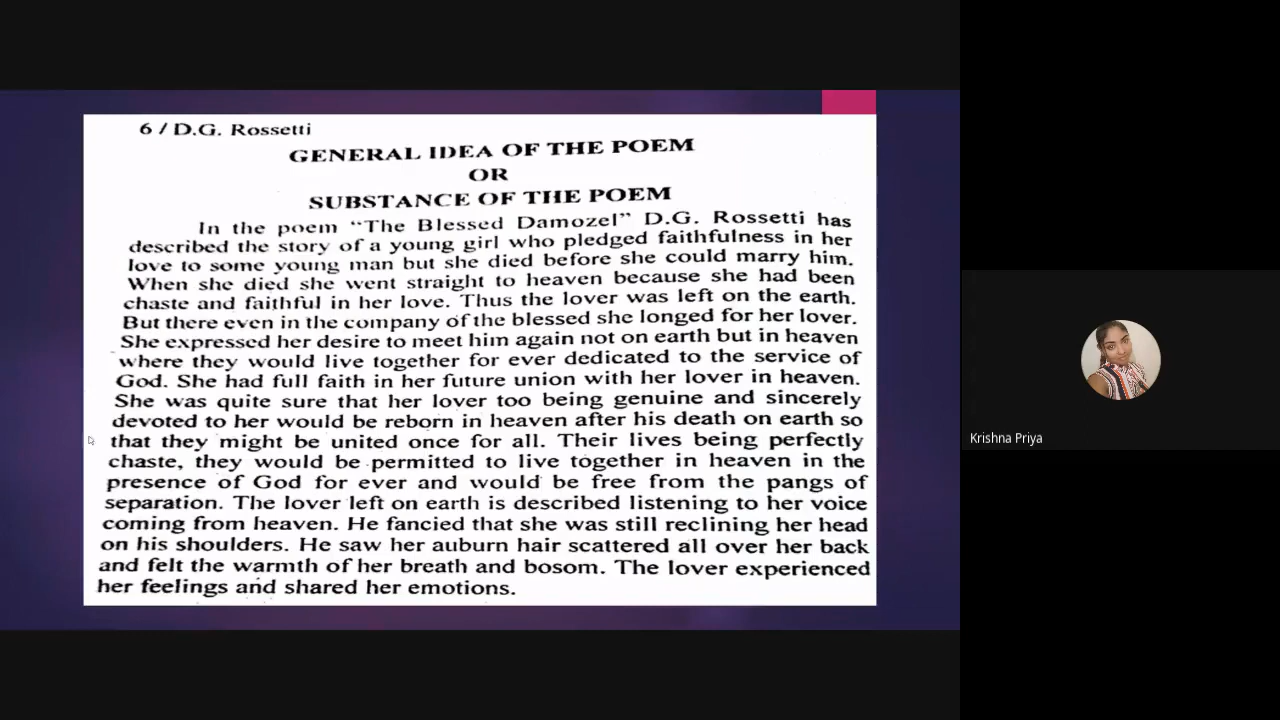 6 / D.G. Rossetti
GENERAL IDEA OF THE POEM
OR
SUBSTANCE OF THE POEM
In the poem “The Blessed Damozel” D.G. Rossetti has
described the story of a young girl who pledged faithfulness in her
love to some young man but she died before she could marry him.
When she died she went straight to heaven because she had been
chaste and faithful in her love. Thus the lover was left on the earth.
But there even in the company of the blessed she longed for her lover.
She expressed her desire to meet him again not on earth but in heaven
where they would live together for ever dedicated to the service of
God. She had full faith in her future union with her lover in heaven.
She was quite sure that her lover too being genuine and sincerely
devoted to her would be reborn in heaven after his death on earth so
that they might be united once for all. Their lives being perfectly
chaste, they would be permitted to live together in heaven in the
presence of God for ever and would be free from the pangs of
separation. The lover left on earth is described listening to her voice
coming from heaven. He fancied that she was still reclining her head
on his shoulders. He saw her auburn hair scattered all over her back
and felt the warmth of her breath and bosom. The lover experienced
her feelings and shared her emotions.
Krishna Priya